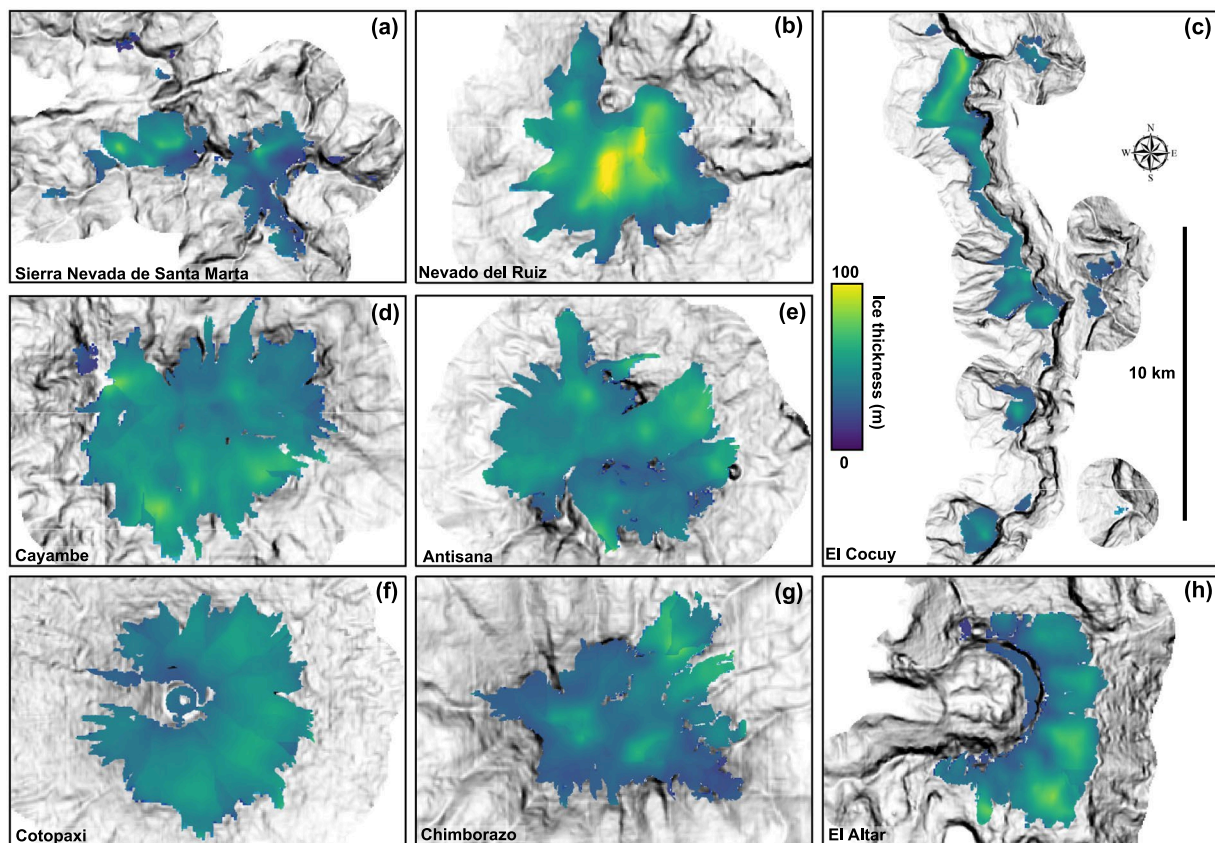 (a)
Sierra Nevada de Santa Marta
(b)
Nevado del Ruiz
(c)
N
W E
S
100
Ice thickness (m)
0
10 km
El Cocuy
(d)
Cayambe
(e)
Antisana
(f)
Cotopaxi
(g)
Chimborazo
(h)
El Altar